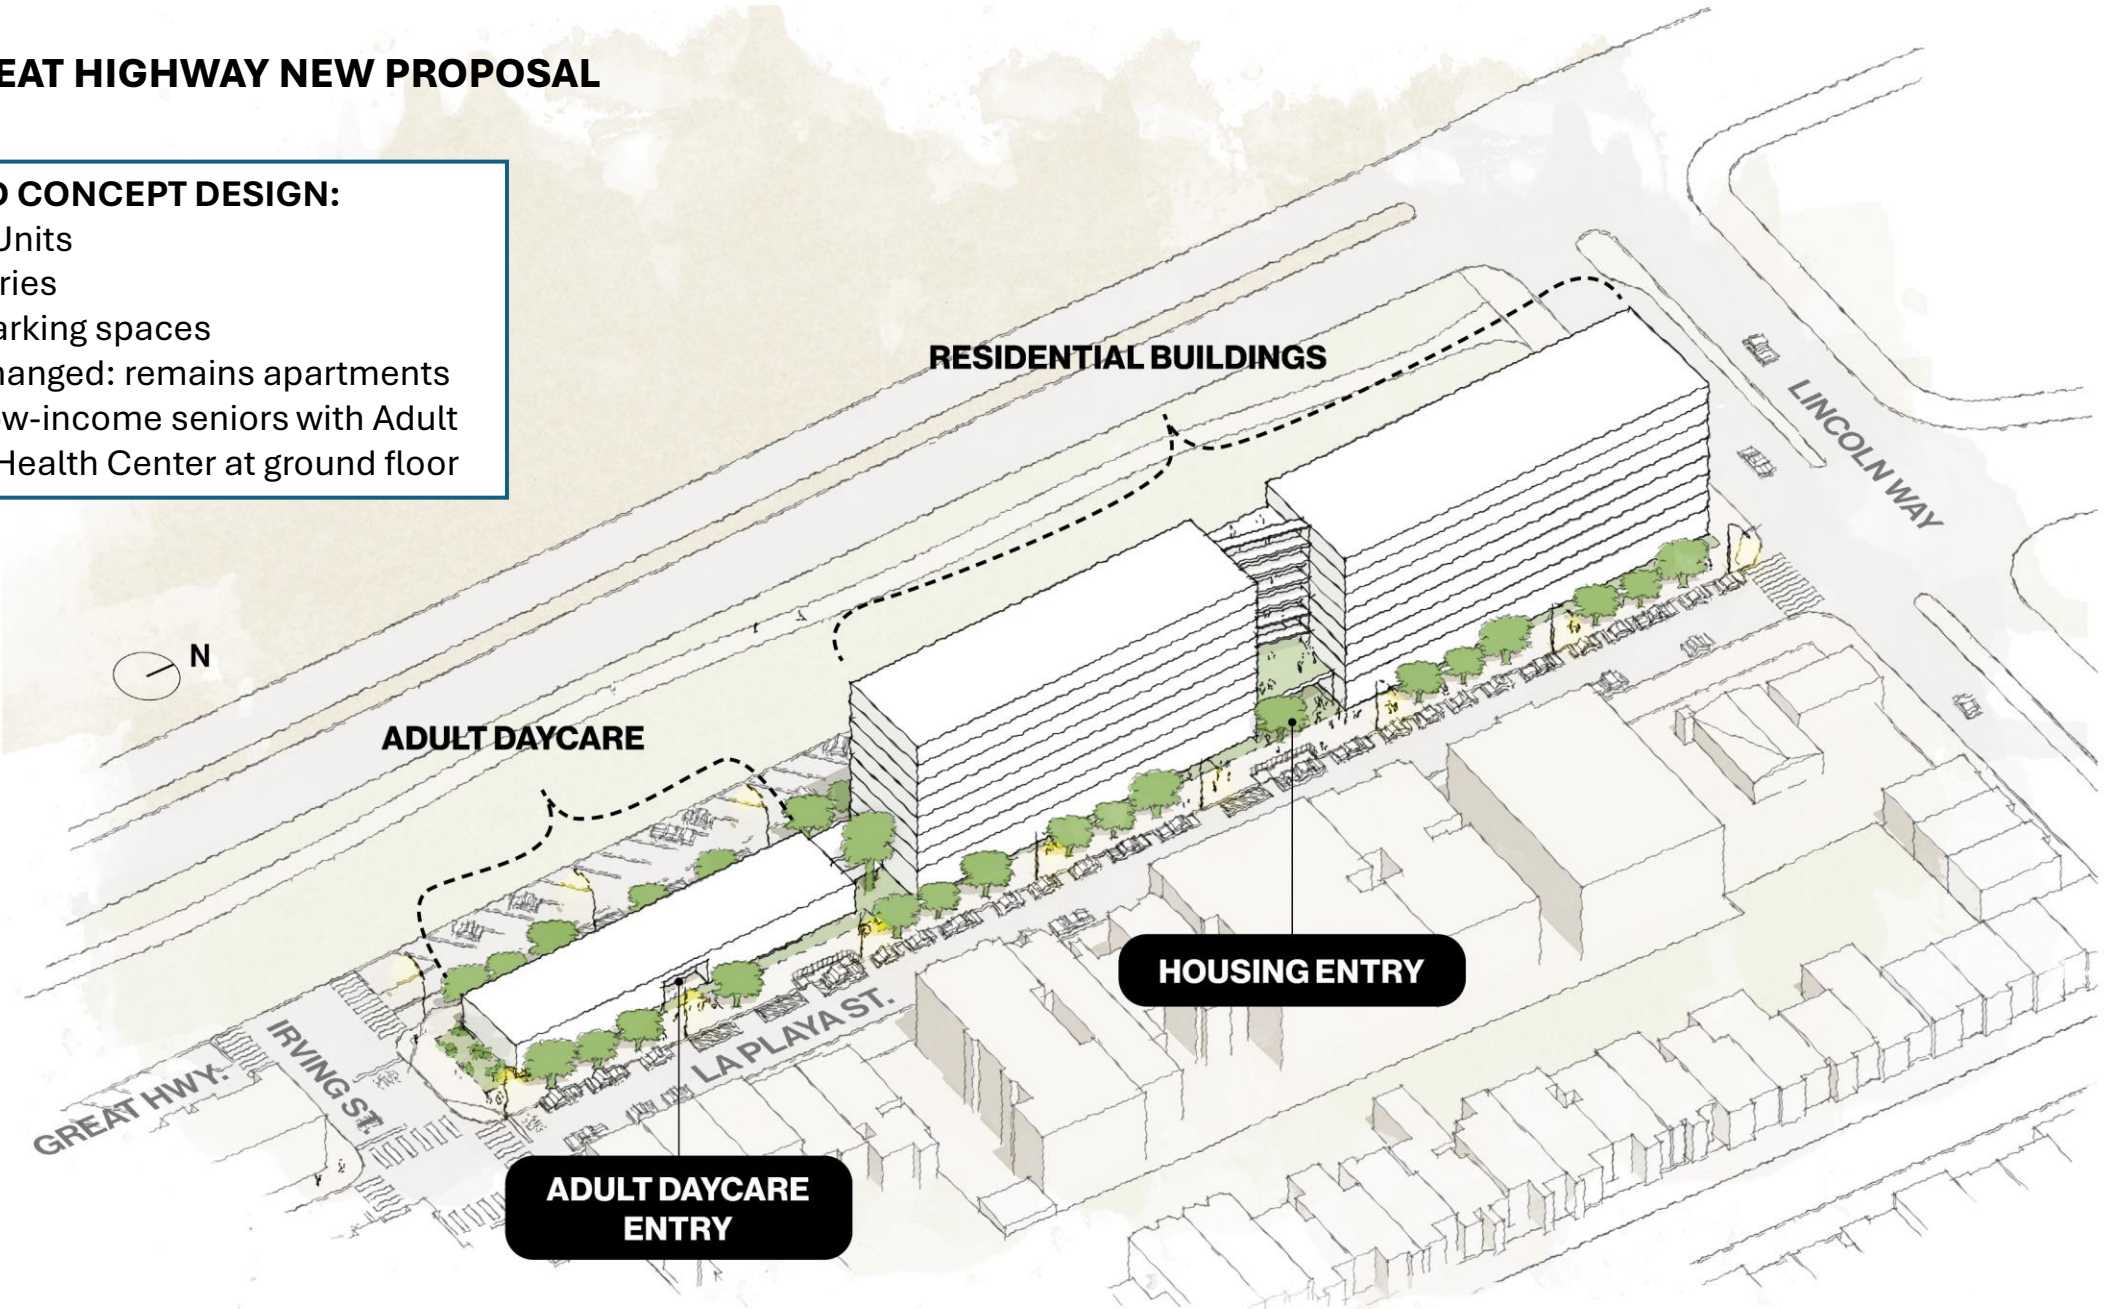 EAT HIGHWAY NEW PROPOSAL
CONCEPT DESIGN:
Units
ries
arking spaces
hanged: remains apartments
w-income seniors with Adult
Health Center at ground floor
RESIDENTIAL BUILDINGS
LINCOLN WAY
N
ADULT DAYCARE
HOUSING ENTRY
LA PLAYA ST.
IRVING ST.
GREAT HWY.
ADULT DAYCARE
ENTRY